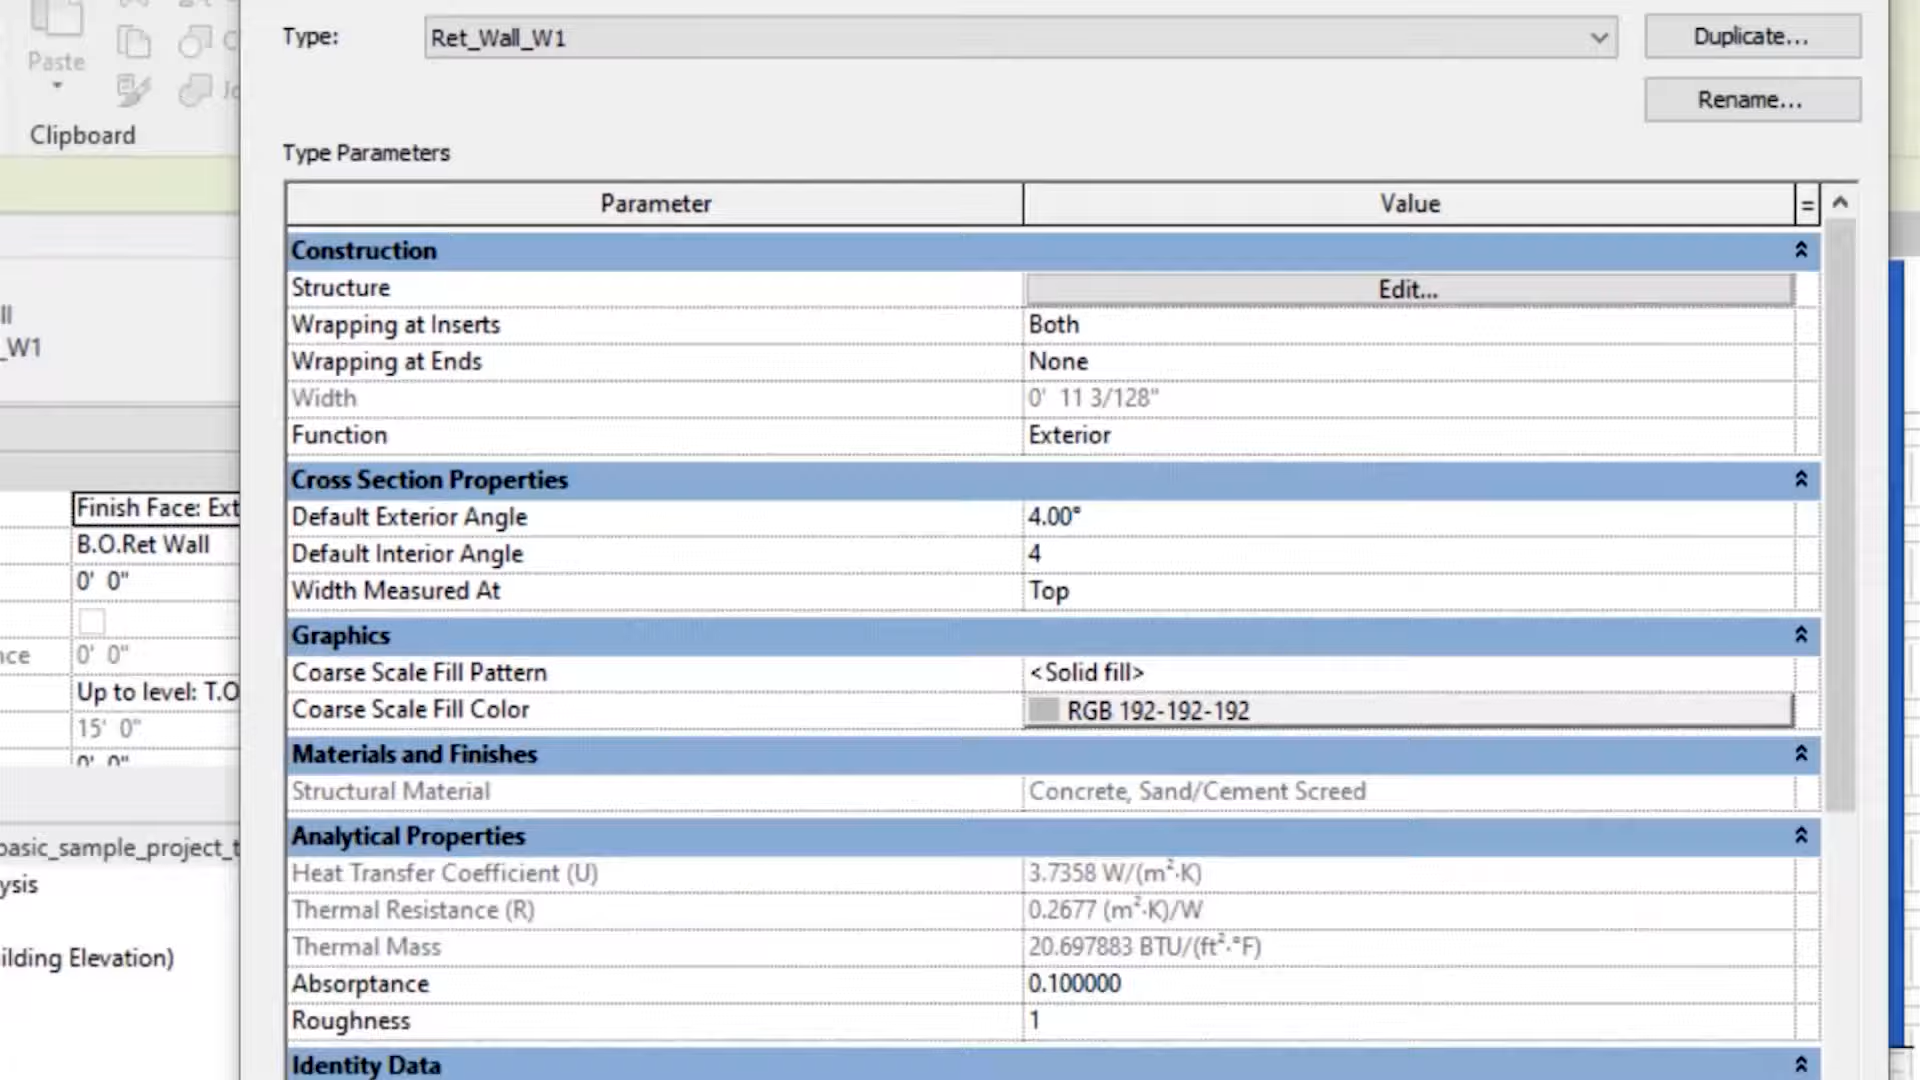 Paste
Clipboard
_W1
Finish Face: Ext
B.O.Ret Wall
0' 0"
0' 0"
Up to level: T.O
15' 0"
0' 0"
basic_sample_project_t
ysis
ilding Elevation)
Type:
Ret_Wall_W1
Duplicate...
Rename...
Type Parameters
Parameter Value =
Construction
Structure Edit...
Wrapping at Inserts Both
Wrapping at Ends None
Width 0' 11 3/128"
Function Exterior
Cross Section Properties
Default Exterior Angle 4.00°
Default Interior Angle 4
Width Measured At Top
Graphics
Coarse Scale Fill Pattern <Solid fill>
Coarse Scale Fill Color RGB 192-192-192
Materials and Finishes
Structural Material Concrete, Sand/Cement Screed
Analytical Properties
Heat Transfer Coefficient (U) 3.7358 W/(m²·K)
Thermal Resistance (R) 0.2677 (m²·K)/W
Thermal Mass 20.697883 BTU/(ft²·°F)
Absorptance 0.100000
Roughness 1
Identity Data